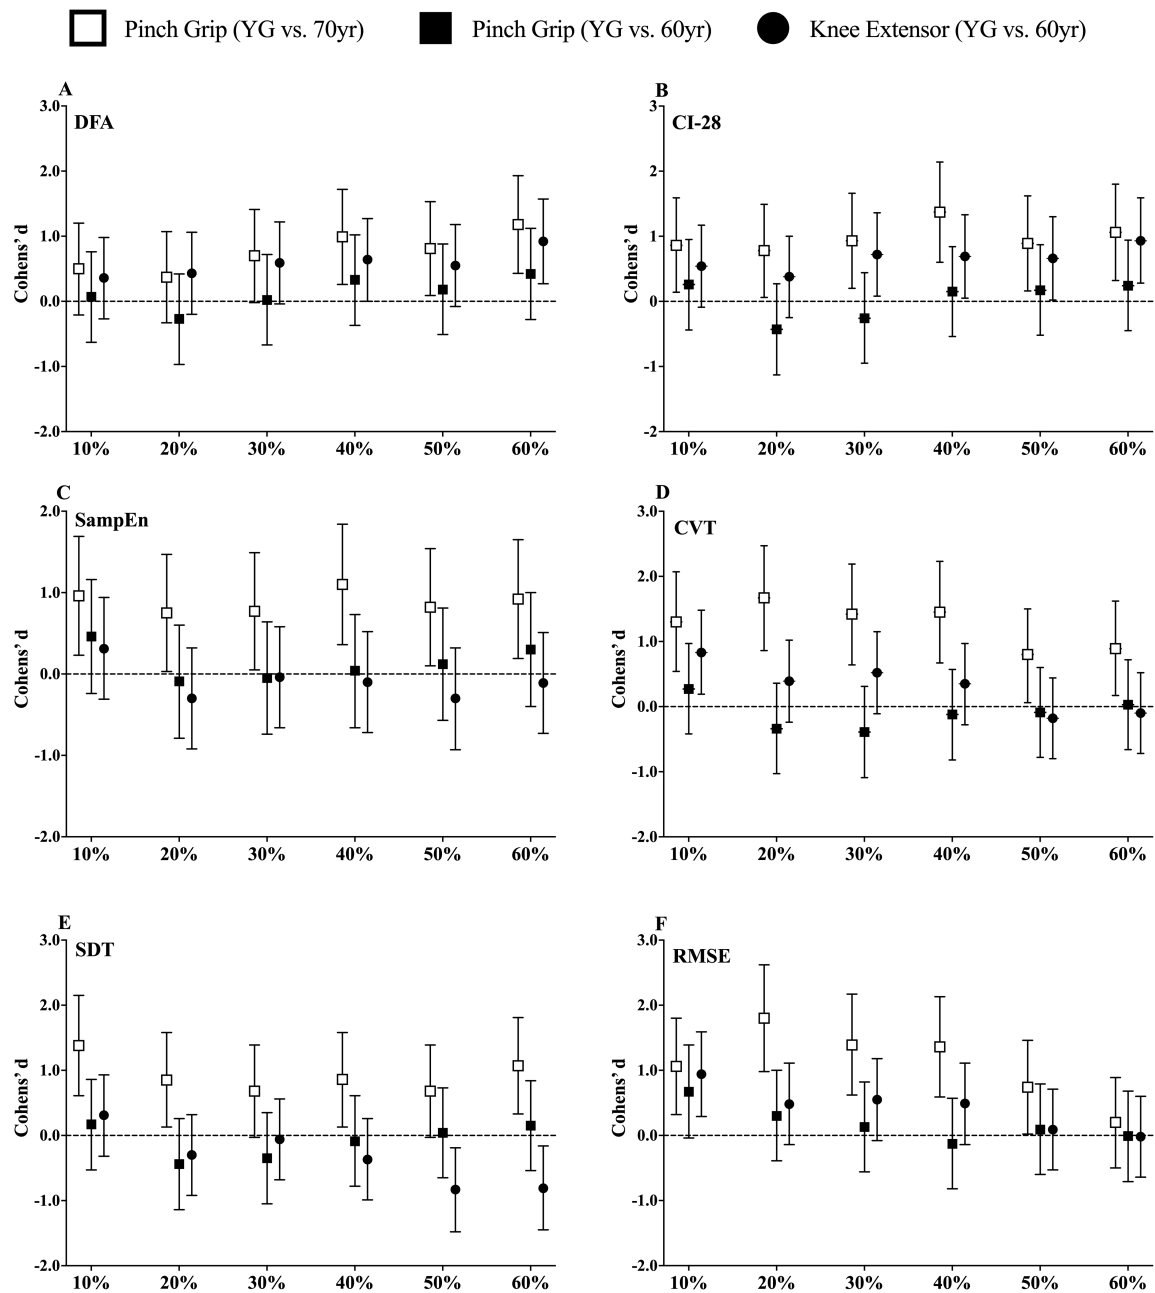 Pinch Grip (YG vs. 70yr) Pinch Grip (YG vs. 60yr) Knee Extensor (YG vs. 60yr)
A
DFA
3.0
2.0
1.0
0.0
-1.0
-2.0
Cohens’ d
10% 20% 30% 40% 50% 60%
B
CI-28
3
2
1
0
-1
-2
Cohens’ d
10% 20% 30% 40% 50% 60%
C
SampEn
2.0
1.0
0.0
-1.0
-2.0
Cohens’ d
10% 20% 30% 40% 50% 60%
D
CVT
3.0
2.0
1.0
0.0
-1.0
-2.0
Cohens’ d
10% 20% 30% 40% 50% 60%
E
SDT
3.0
2.0
1.0
0.0
-1.0
-2.0
Cohens’ d
10% 20% 30% 40% 50% 60%
F
RMSE
3.0
2.0
1.0
0.0
-1.0
-2.0
Cohens’ d
10% 20% 30% 40% 50% 60%